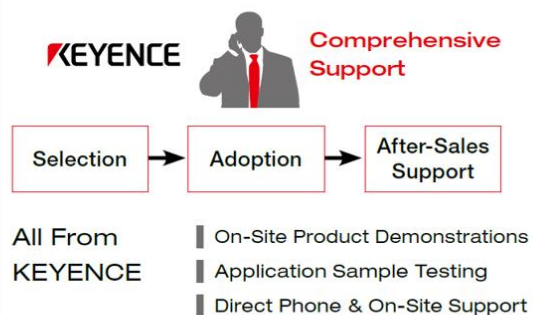 KEYENCE
Comprehensive
Support
Selection
Adoption
After-Sales
Support
All From
KEYENCE
On-Site Product Demonstrations
Application Sample Testing
Direct Phone & On-Site Support